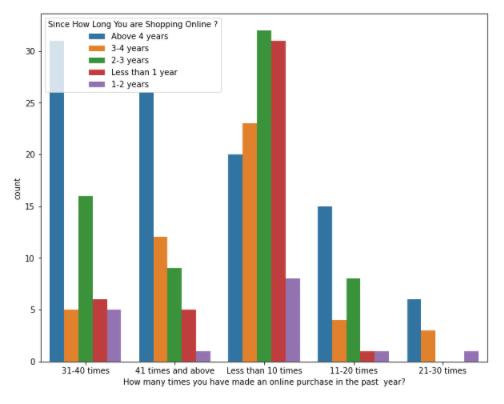 Since How Long You are Shopping Online ?
Above 4 years
3-4 years
2-3 years
Less than 1 year
1-2 years
30
25
20
15
10
5
0
count
31-40 times 41 times and above Less than 10 times 11-20 times 21-30 times
How many times you have made an online purchase in the past  year?